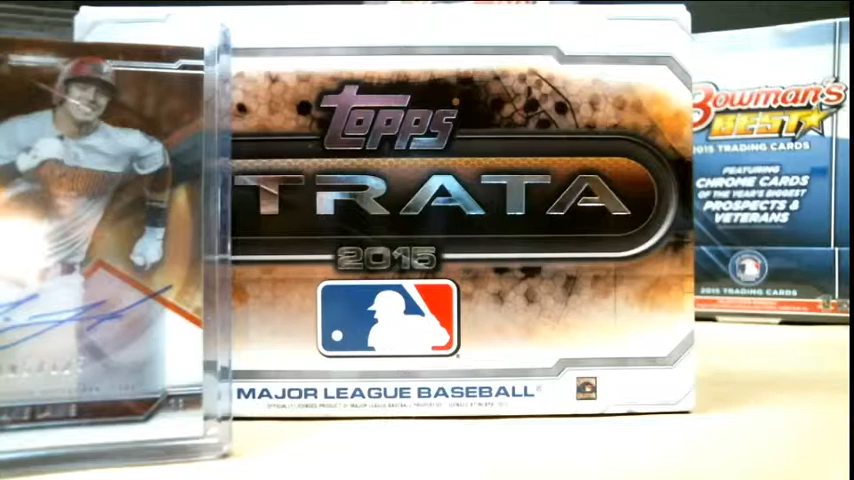 Topps
TRATA
2015
MAJOR LEAGUE BASEBALL®
BOWMAN'S
BEST
2015 TRADING CARDS
FEATURING
CHROME CARDS
OF THE YEAR'S BIGGEST
PROSPECTS &
VETERANS
2015 TRADING CARDS